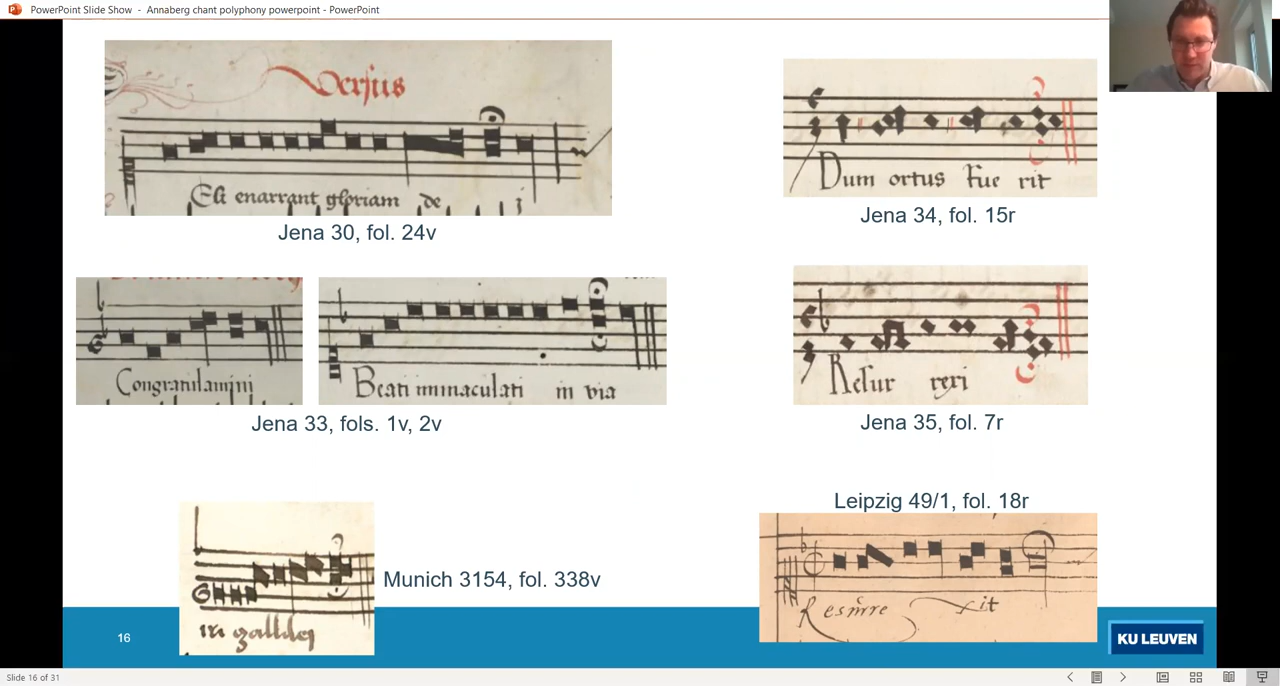 PowerPoint Slide Show - Annaberg chant polyphony powerpoint - PowerPoint
Versus
Celi enarrant gloriam de i
Jena 30, fol. 24v
Dum ortus Fue rit
Jena 34, fol. 15r
Congratulamini
Beati immaculati in via
Jena 33, fols. 1v, 2v
Resur rexi
Jena 35, fol. 7r
Leipzig 49/1, fol. 18r
Munich 3154, fol. 338v
16
KU LEUVEN
Slide 16 of 31